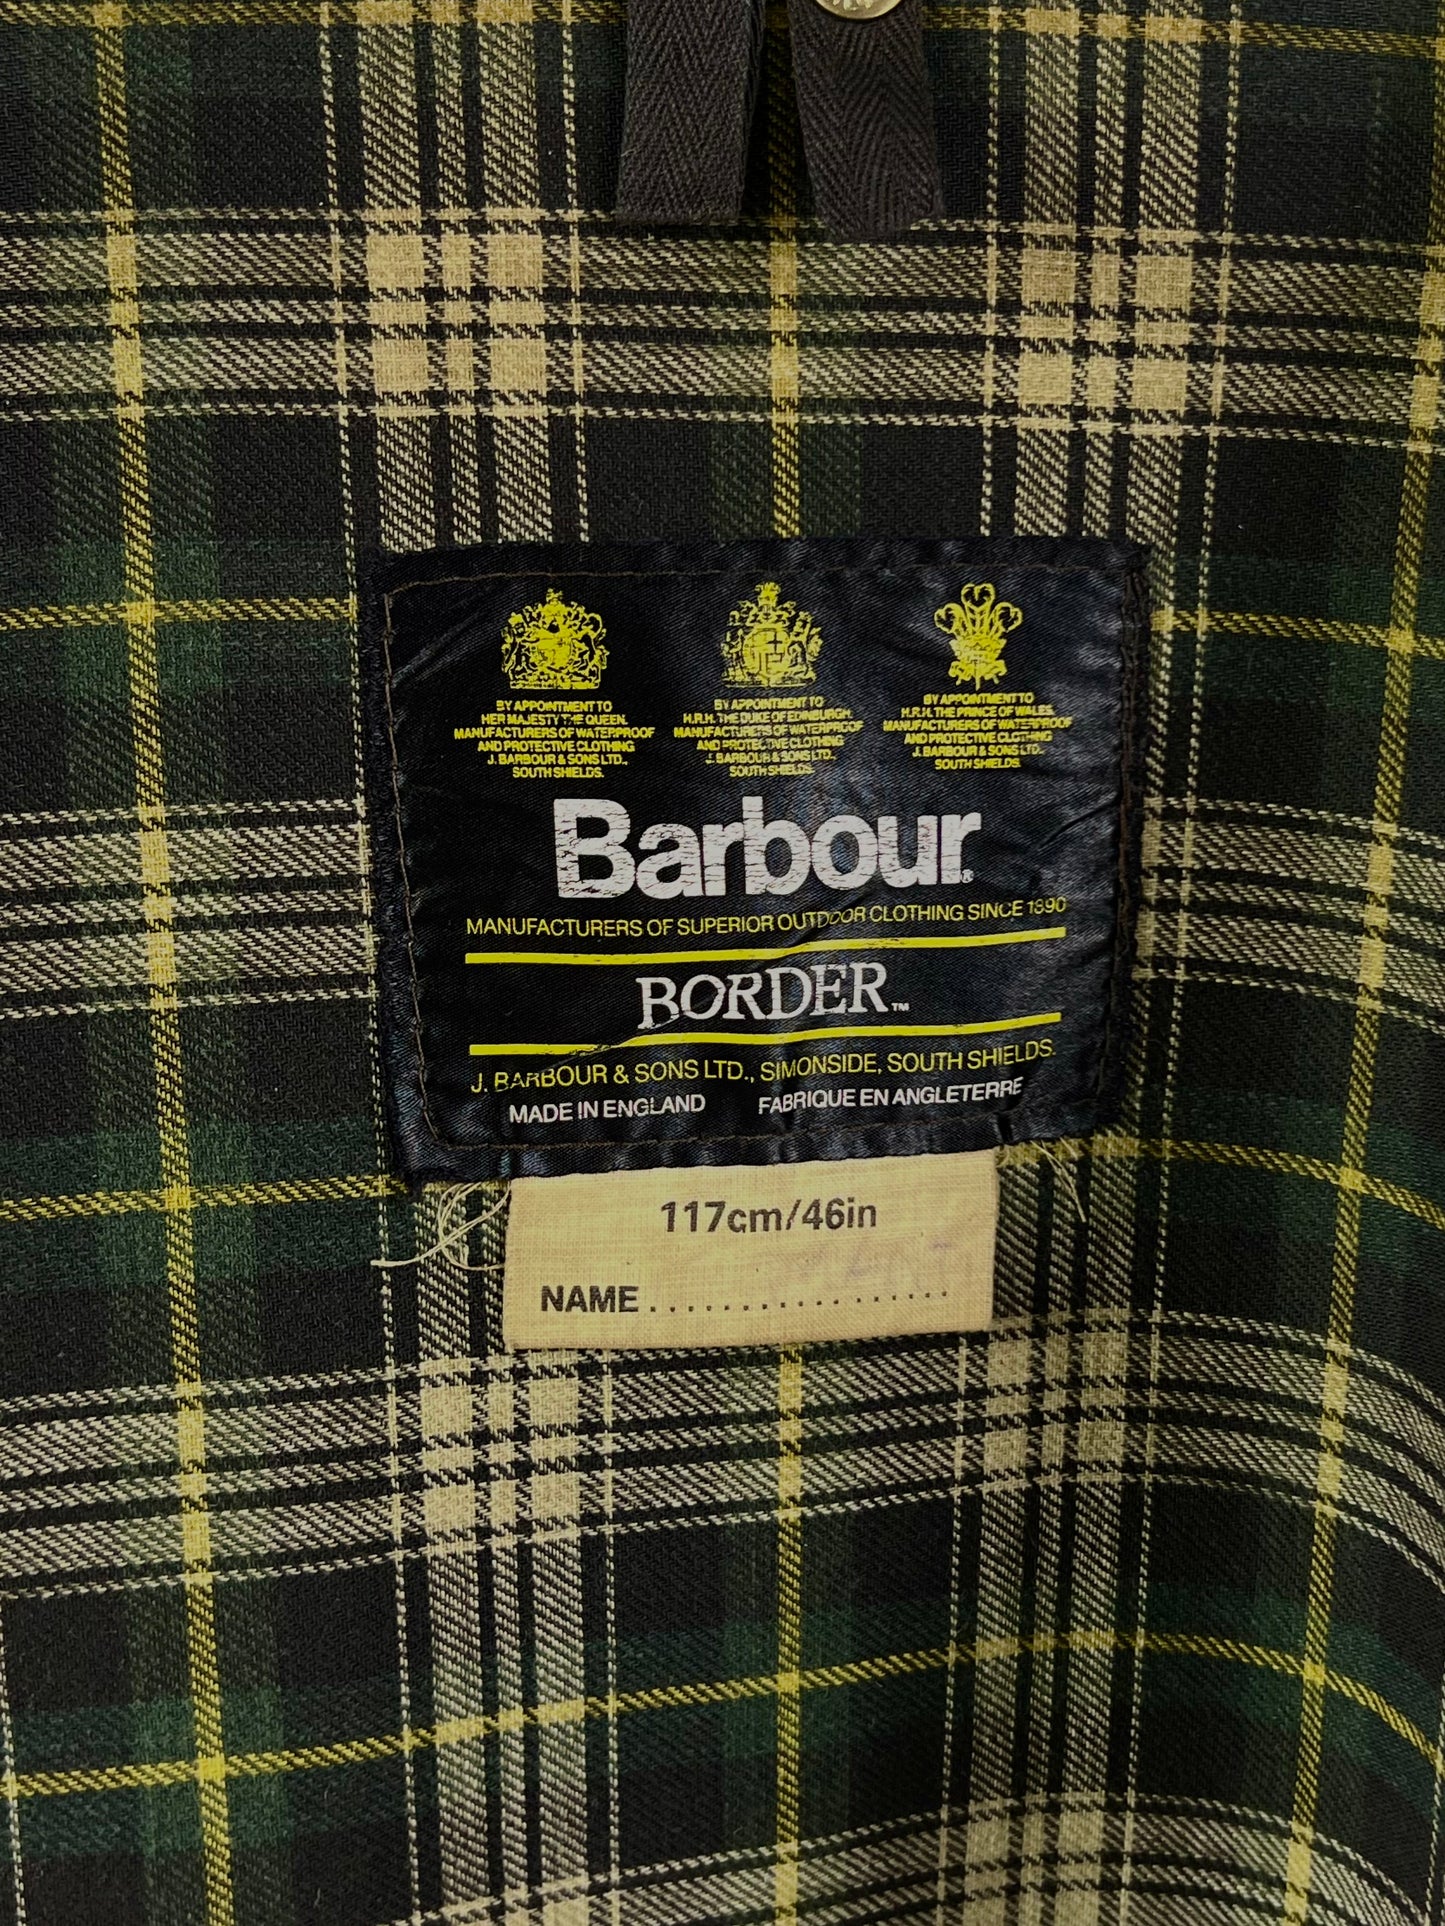 BY APPOINTMENT TO
HER MAJESTY THE QUEEN.
MANUFACTURERS OF WATERPROOF
AND PROTECTIVE CLOTHING
J. BARBOUR & SONS LTD.,
SOUTH SHIELDS.
BY APPOINTMENT TO
H.R.H. THE DUKE OF EDINBURGH.
MANUFACTURERS OF WATERPROOF
AND PROTECTIVE CLOTHING
J. BARBOUR & SONS LTD.,
SOUTH SHIELDS.
BY APPOINTMENT TO
H.R.H. THE PRINCE OF WALES.
MANUFACTURERS OF WATERPROOF
AND PROTECTIVE CLOTHING
J. BARBOUR & SONS LTD.
SOUTH SHIELDS.
Barbour®
MANUFACTURERS OF SUPERIOR OUTDOOR CLOTHING SINCE 1890
BORDER™
J. BARBOUR & SONS LTD., SIMONSIDE, SOUTH SHIELDS.
MADE IN ENGLAND FABRIQUE EN ANGLETERRE
117cm/46in
NAME..................